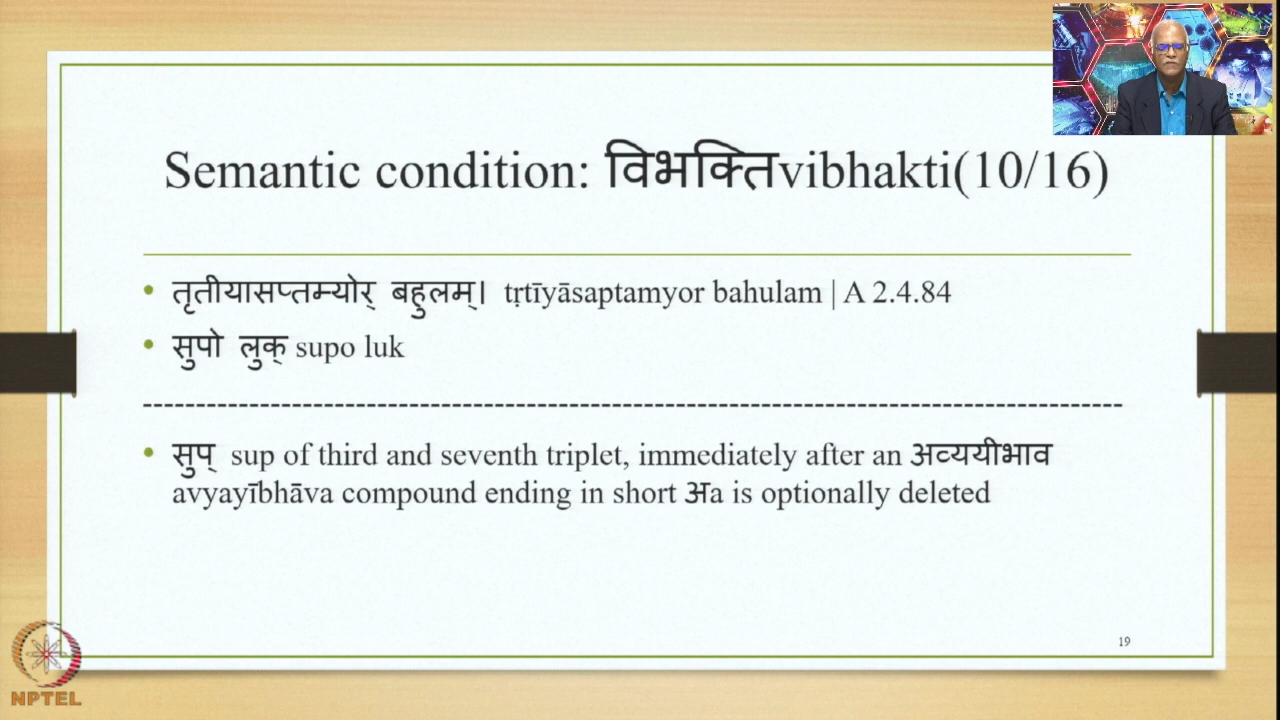 Semantic condition: विभक्तिvibhakti(10/16)
• तृतीयासप्तम्योर् बहुलम्। tṛtīyāsaptamyor bahulam | A 2.4.84
• सुपो लुक् supo luk
--------------------------------------------------------------------------------------------
• सुप् sup of third and seventh triplet, immediately after an अव्ययीभाव
avyayībhāva compound ending in short अa is optionally deleted
19
NPTEL